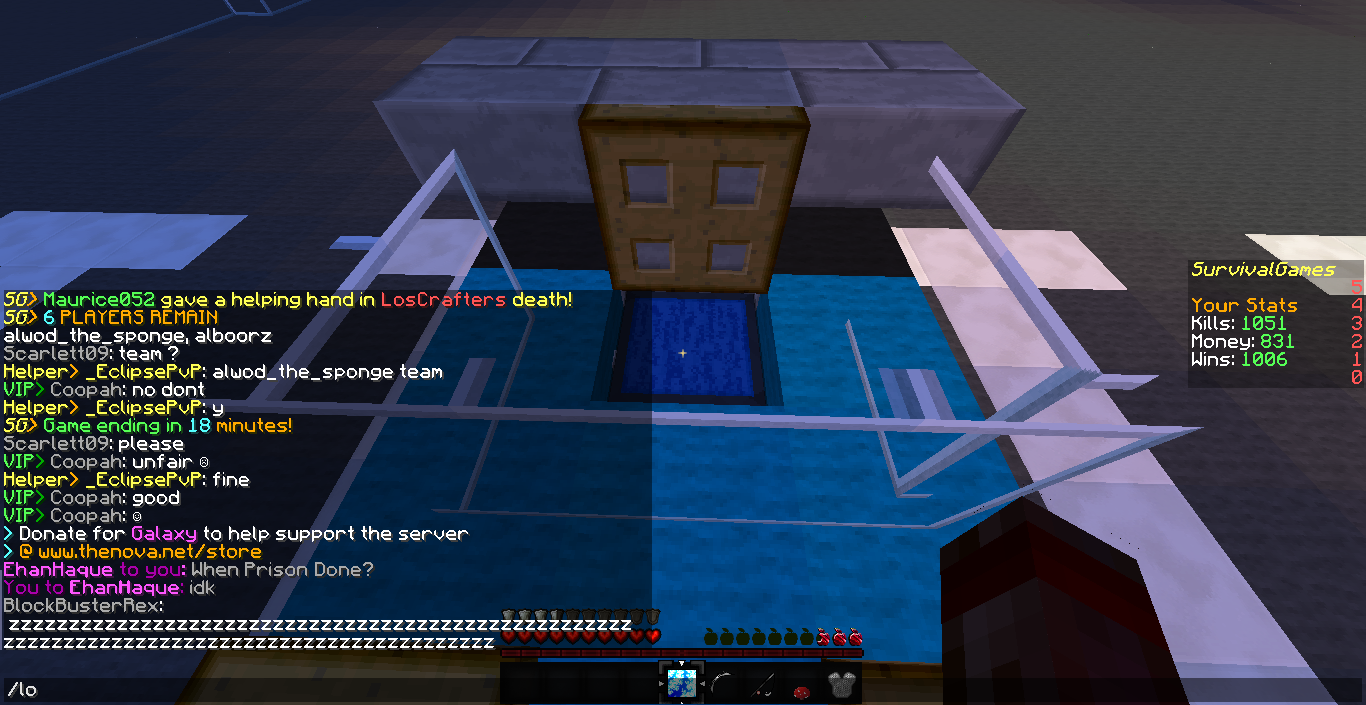 SG> Maurice052 gave a helping hand in LosCrafters death!
SG> 6 PLAYERS REMAIN
alwod_the_sponge, alboorz
Scarlett09: team ?
Helper> _EclipsePvP: alwod_the_sponge team
VIP> Coopah: no dont
Helper> _EclipsePvP: y
SG> Game ending in 18 minutes!
Scarlett09: please
VIP> Coopah: unfair ☹
Helper> _EclipsePvP: fine
VIP> Coopah: good
VIP> Coopah: ☺
> Donate for Galaxy to help support the server
> @ www.thenova.net/store
EhanHaque to you: When Prison Done?
You to EhanHaque: idk
BlockBusterRex:
zzzzzzzzzzzzzzzzzzzzzzzzzzzzzzzzzzzzzzzzzzzzzzzzzzzz
zzzzzzzzzzzzzzzzzzzzzzzzzzzzzzzzzzzzzzzzz
/lo
SurvivalGames
5
Your Stats 4
Kills: 1051 3
Money: 831 2
Wins: 1006 1
0